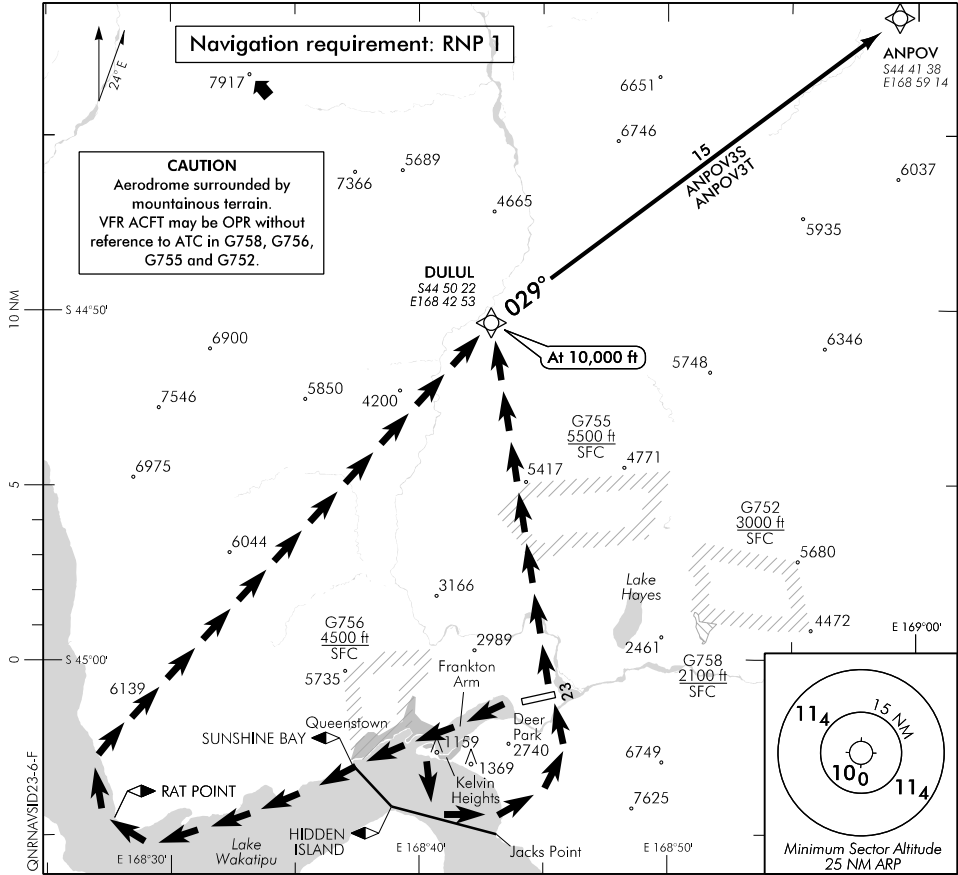 Navigation requirement: RNP 1
24° E
7917
ANPOV
S44 41 38
E168 59 14
6651
6746
15
ANPOV3S
ANPOV3T
CAUTION
Aerodrome surrounded by
mountainous terrain.
VFR ACFT may be OPR without
reference to ATC in G758, G756,
G755 and G752.
7366
5689
6037
4665
5935
DULUL
S44 50 22
E168 42 53
029°
10 NM
S 44°50'
At 10,000 ft
6900
6346
5748
7546
5850
4200
G755
5500 ft
SFC
6975
5
5417
4771
G752
3000 ft
SFC
6044
5680
3166
Lake
Hayes
G756
4500 ft
SFC
4472
2989
E 169°00'
0
S 45°00'
2461
G758
2100 ft
SFC
5735
Frankton
Arm
6139
23
Queenstown
Deer
Park
2740
SUNSHINE BAY
1159
1369
6749
Kelvin
Heights
7625
RAT POINT
HIDDEN
ISLAND
Lake
Wakatipu
E 168°30'
E 168°40'
Jacks Point
E 168°50'
15 NM
11₄
10₀
11₄
Minimum Sector Altitude
25 NM ARP
QNRNAVSID23-6-F